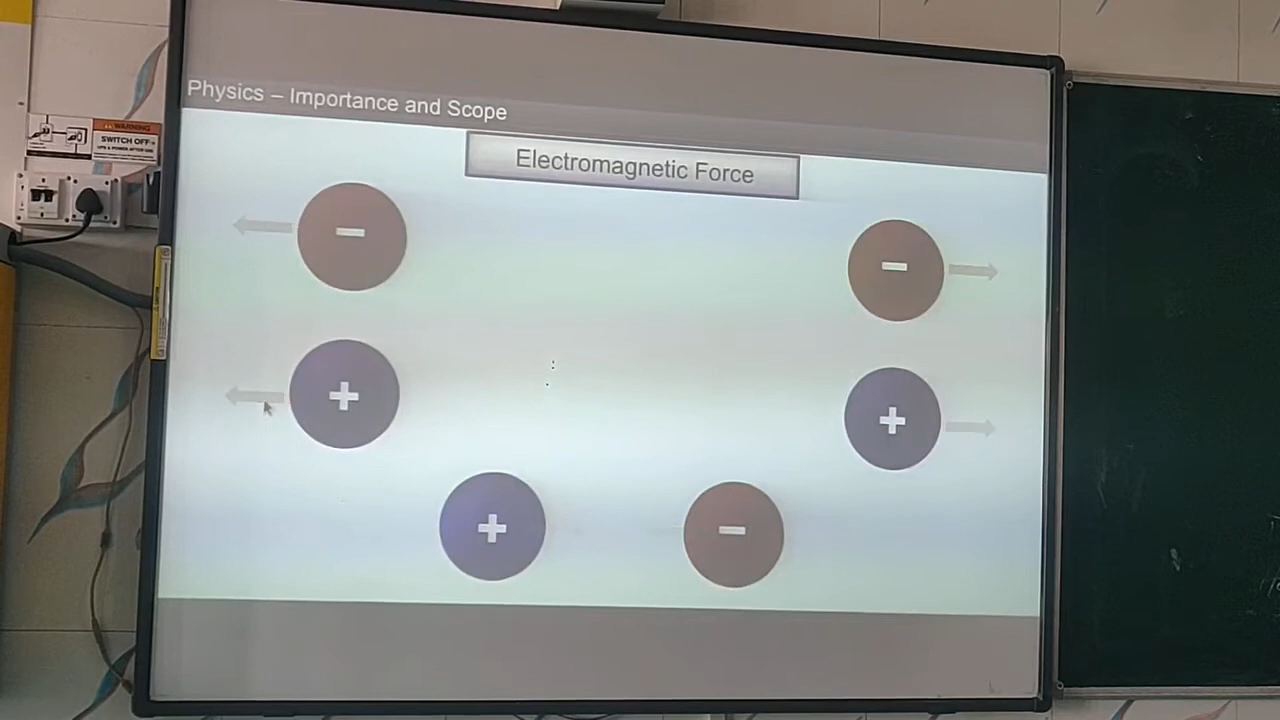 Physics – Importance and Scope
Electromagnetic Force
WARNING
SWITCH OFF
− −
+ +
+ −